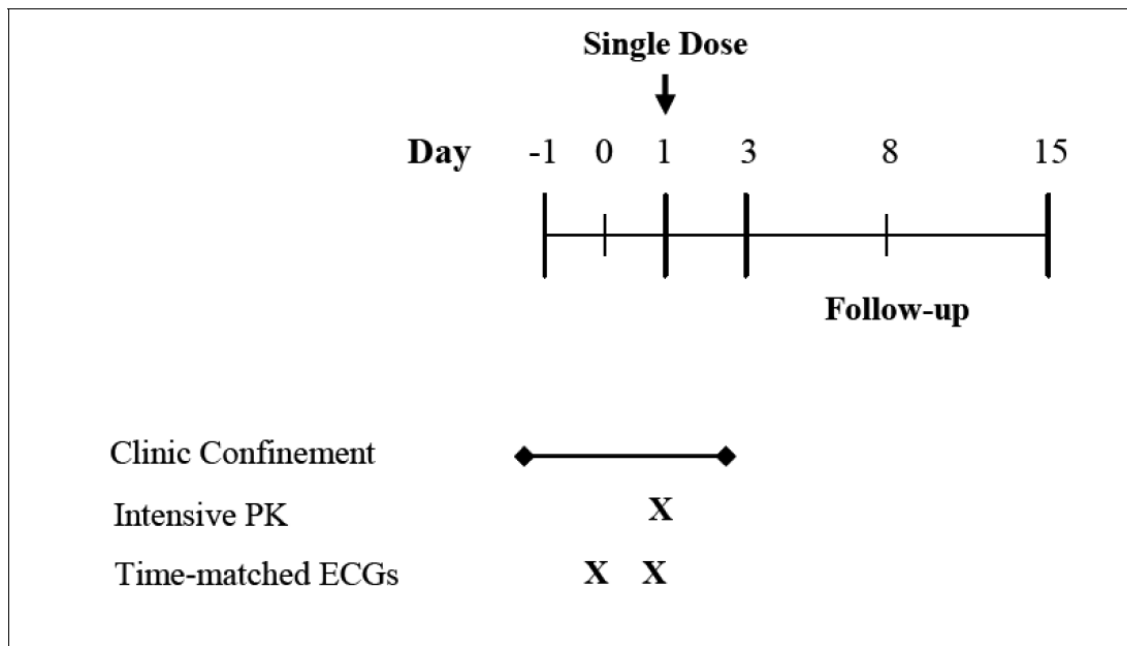 Single Dose
Day -1 0 1 3 8 15
Follow-up
Clinic Confinement
Intensive PK X
Time-matched ECGs X X